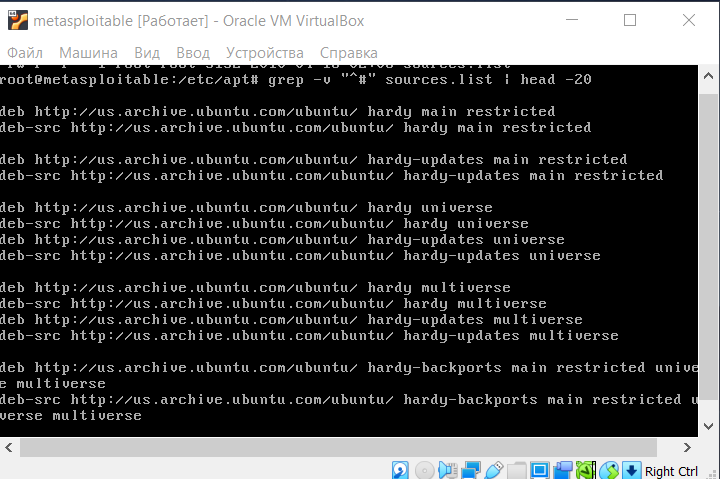 metasploitable [Работает] - Oracle VM VirtualBox
Файл Машина Вид Ввод Устройства Справка
root@metasploitable:/etc/apt# grep -v "^#" sources.list | head -20
deb http://us.archive.ubuntu.com/ubuntu/ hardy main restricted
deb-src http://us.archive.ubuntu.com/ubuntu/ hardy main restricted
deb http://us.archive.ubuntu.com/ubuntu/ hardy-updates main restricted
deb-src http://us.archive.ubuntu.com/ubuntu/ hardy-updates main restricted
deb http://us.archive.ubuntu.com/ubuntu/ hardy universe
deb-src http://us.archive.ubuntu.com/ubuntu/ hardy universe
deb http://us.archive.ubuntu.com/ubuntu/ hardy-updates universe
deb-src http://us.archive.ubuntu.com/ubuntu/ hardy-updates universe
deb http://us.archive.ubuntu.com/ubuntu/ hardy multiverse
deb-src http://us.archive.ubuntu.com/ubuntu/ hardy multiverse
deb http://us.archive.ubuntu.com/ubuntu/ hardy-updates multiverse
deb-src http://us.archive.ubuntu.com/ubuntu/ hardy-updates multiverse
deb http://us.archive.ubuntu.com/ubuntu/ hardy-backports main restricted unive
e multiverse
deb-src http://us.archive.ubuntu.com/ubuntu/ hardy-backports main restricted u
verse multiverse
Right Ctrl